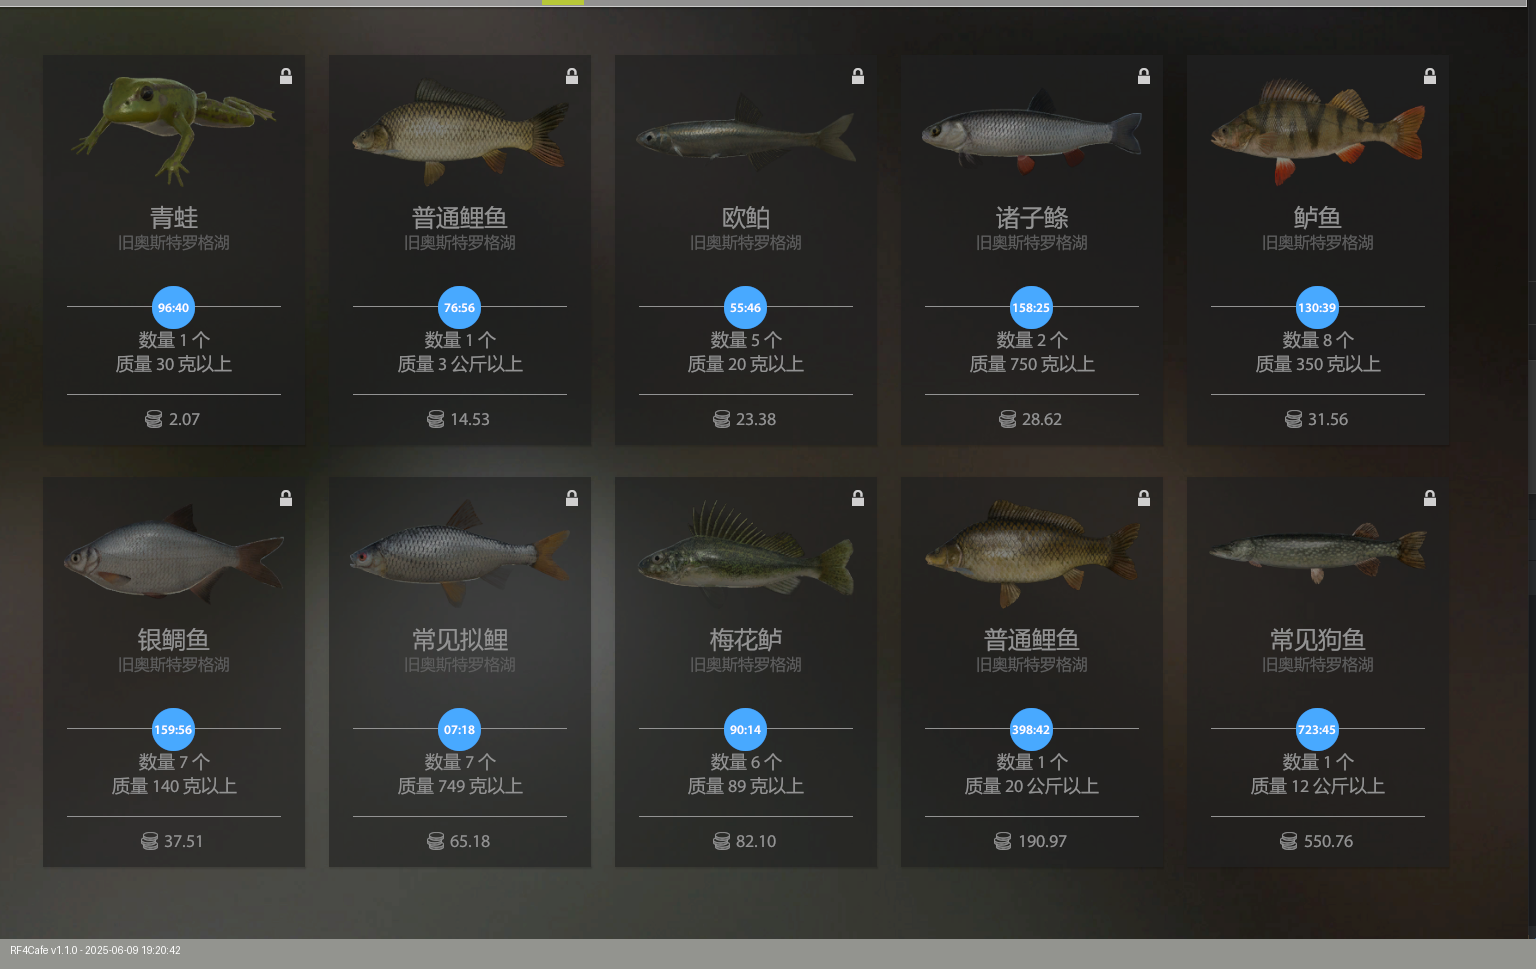 青蛙
旧奥斯特罗格湖
96:40
数量 1 个
质量 30 克以上
2.07
普通鲤鱼
旧奥斯特罗格湖
76:56
数量 1 个
质量 3 公斤以上
14.53
欧鲌
旧奥斯特罗格湖
55:46
数量 5 个
质量 20 克以上
23.38
诸子鲦
旧奥斯特罗格湖
158:25
数量 2 个
质量 750 克以上
28.62
鲈鱼
旧奥斯特罗格湖
130:39
数量 8 个
质量 350 克以上
31.56
银鲷鱼
旧奥斯特罗格湖
159:56
数量 7 个
质量 140 克以上
37.51
常见拟鲤
旧奥斯特罗格湖
07:18
数量 7 个
质量 749 克以上
65.18
梅花鲈
旧奥斯特罗格湖
90:14
数量 6 个
质量 89 克以上
82.10
普通鲤鱼
旧奥斯特罗格湖
398:42
数量 1 个
质量 20 公斤以上
190.97
常见狗鱼
旧奥斯特罗格湖
723:45
数量 1 个
质量 12 公斤以上
550.76
RF4Cafe v1.1.0 - 2025-06-09 19:20:42